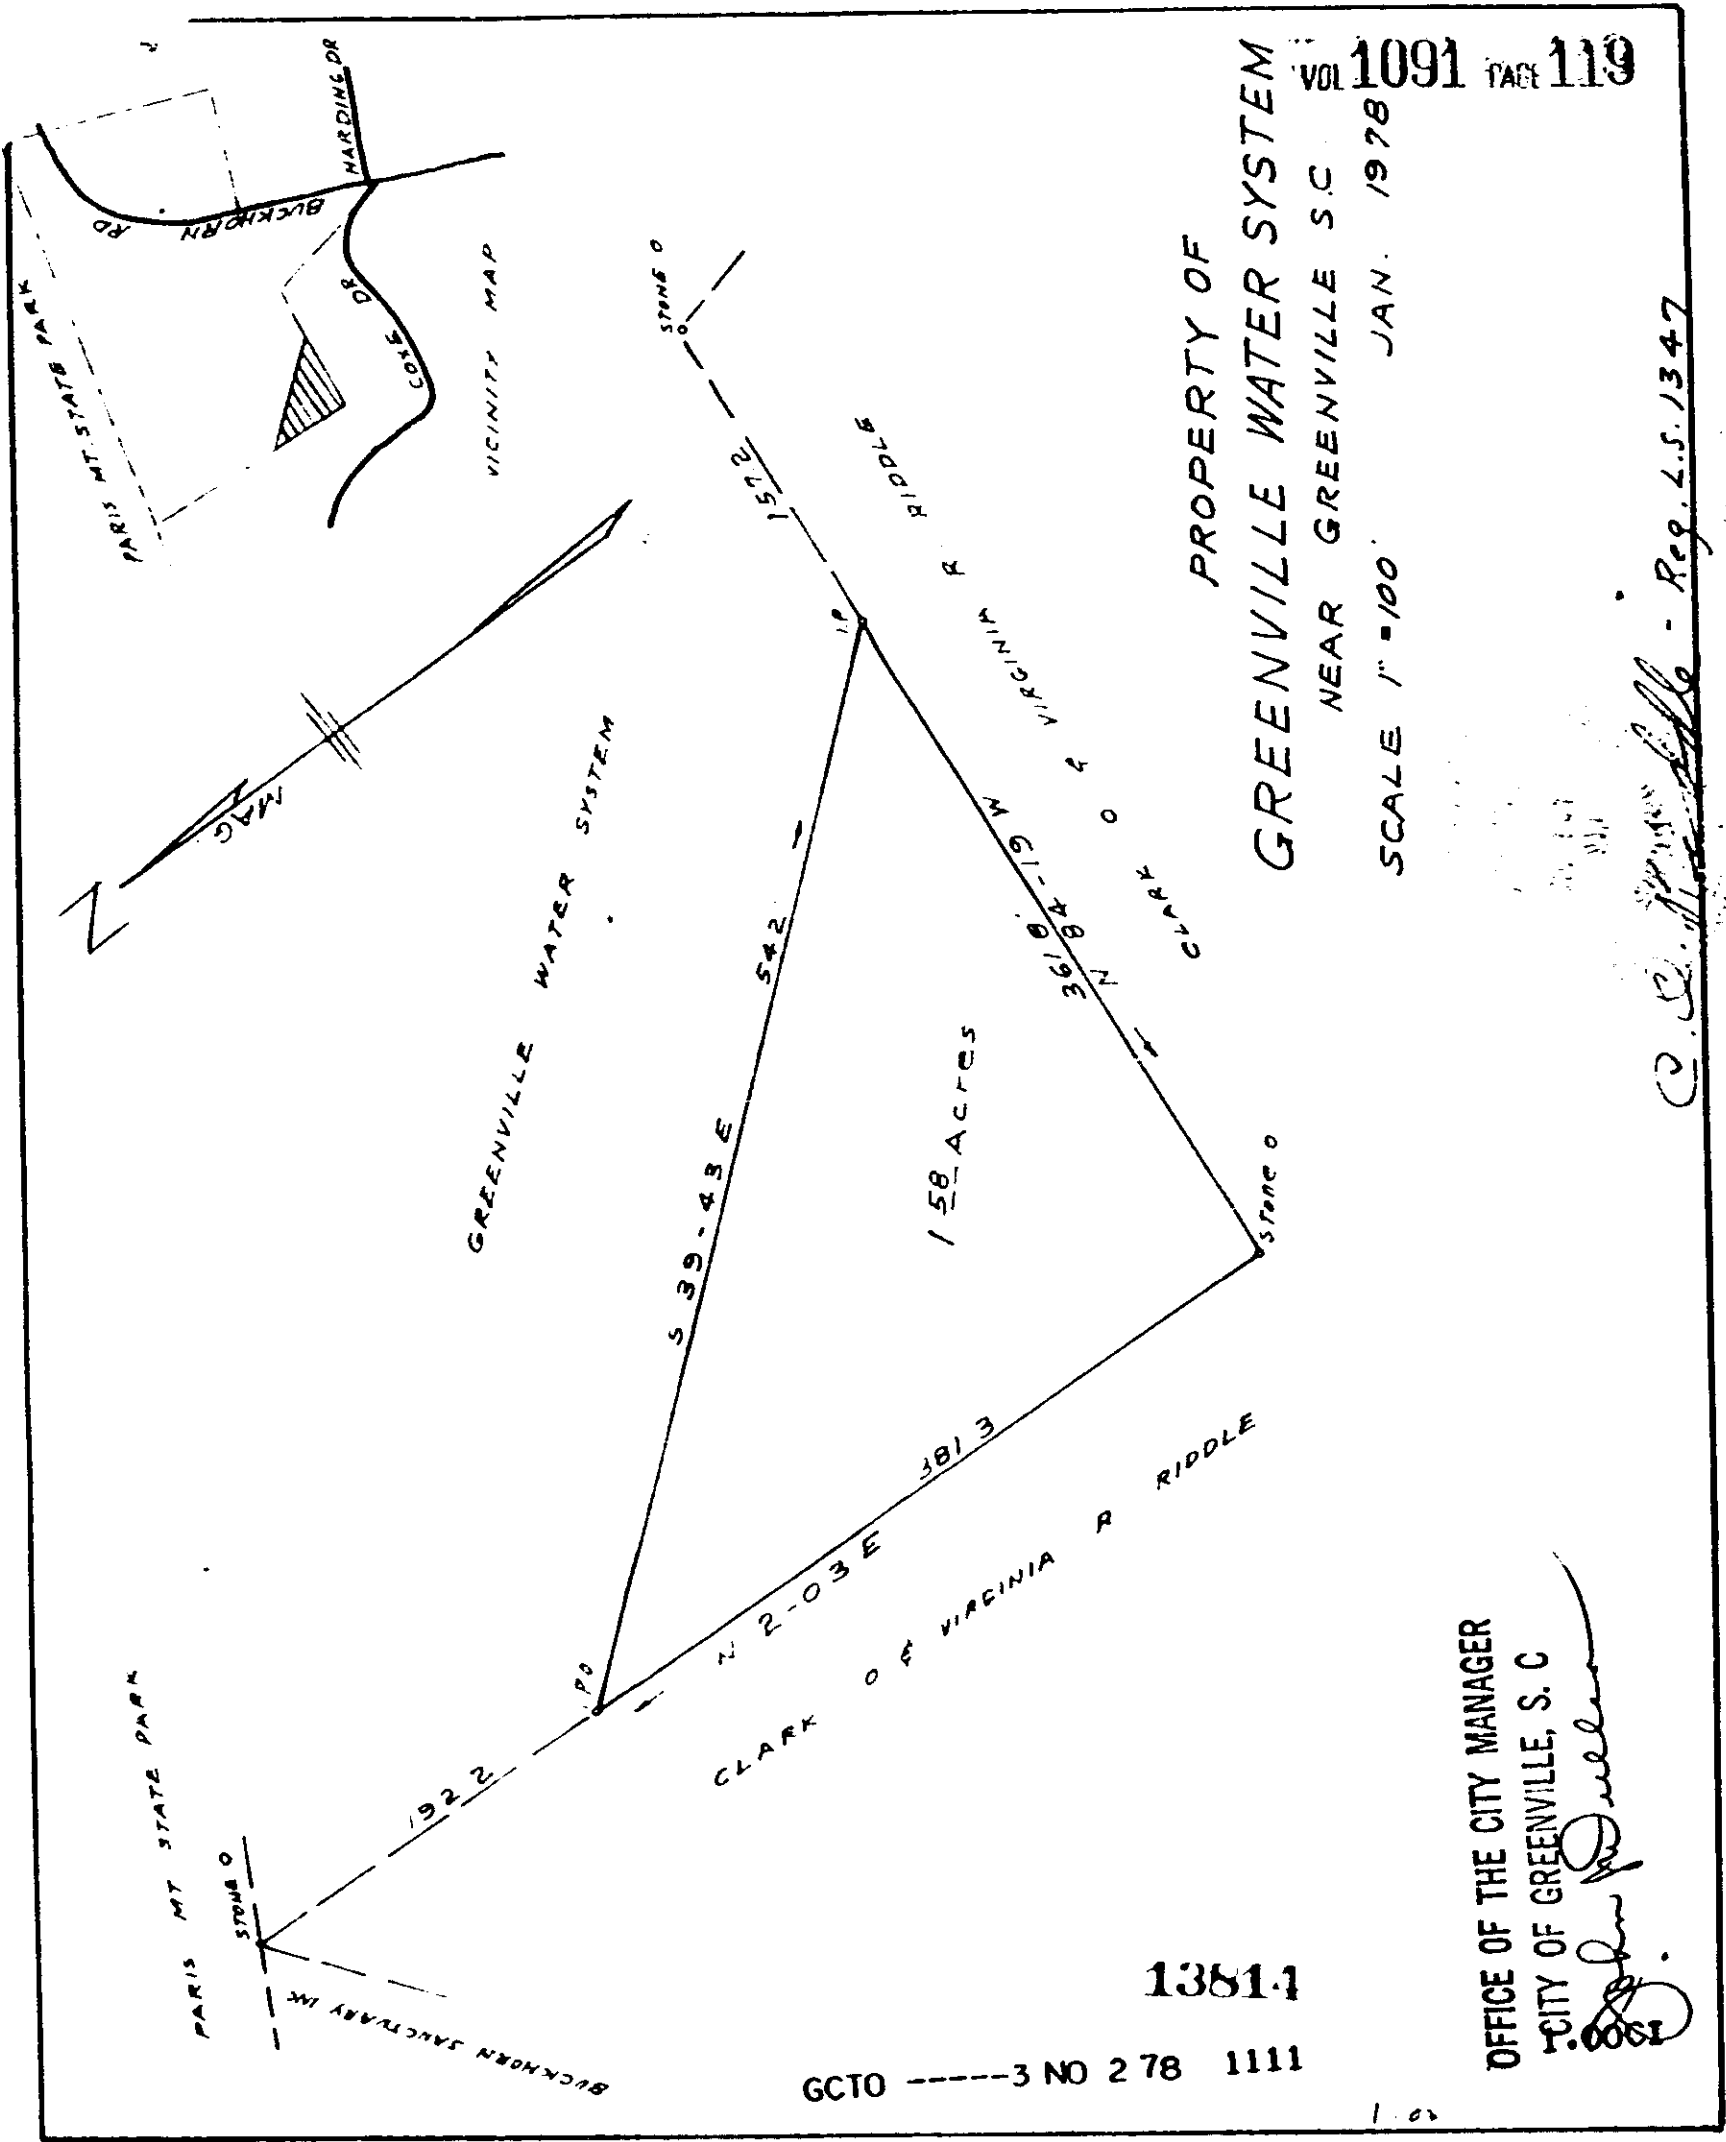 VOL 1091 PAGE 119
PARIS MT. STATE PARK
BUCKHORN
RD
HARDING DR
COXE DR
VICINITY MAP
N
MAG
PARIS MT STATE PARK
STONE O
BUCKHORN SANCTUARY INC
192 2
GREENVILLE WATER SYSTEM
S 39-43 E 542
I.P
157 2
STONE O
N 2-03 E 381 3
CLARK O & VIRGINIA R RIDDLE
1 58 Acres
361 8'
N 84-19 W
CLARK O & VIRGINIA R RIDDLE
Stone O
PROPERTY OF
GREENVILLE WATER SYSTEM
NEAR GREENVILLE S.C
SCALE 1"=100' JAN. 1978
Reg. L.S. 1347
OFFICE OF THE CITY MANAGER
CITY OF GREENVILLE, S. C
13814
GCTO -----3 NO 2 78 1111